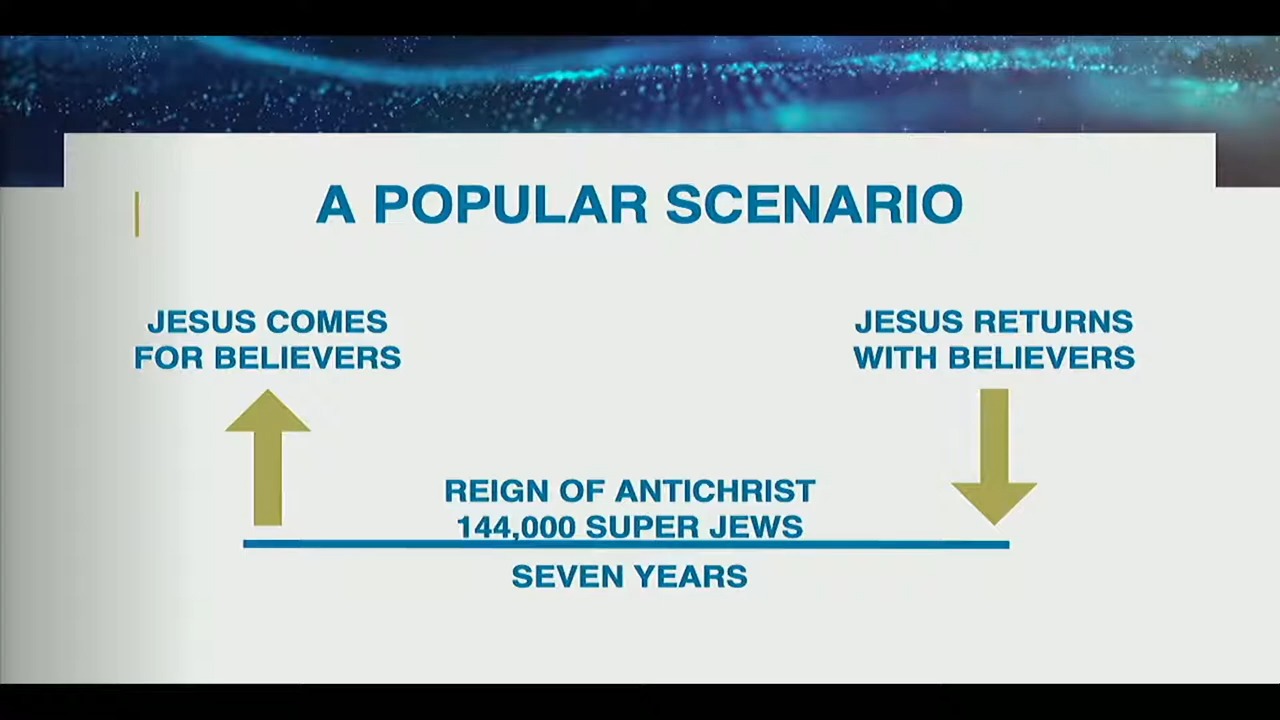 A POPULAR SCENARIO
JESUS COMES
FOR BELIEVERS
JESUS RETURNS
WITH BELIEVERS
REIGN OF ANTICHRIST
144,000 SUPER JEWS
SEVEN YEARS